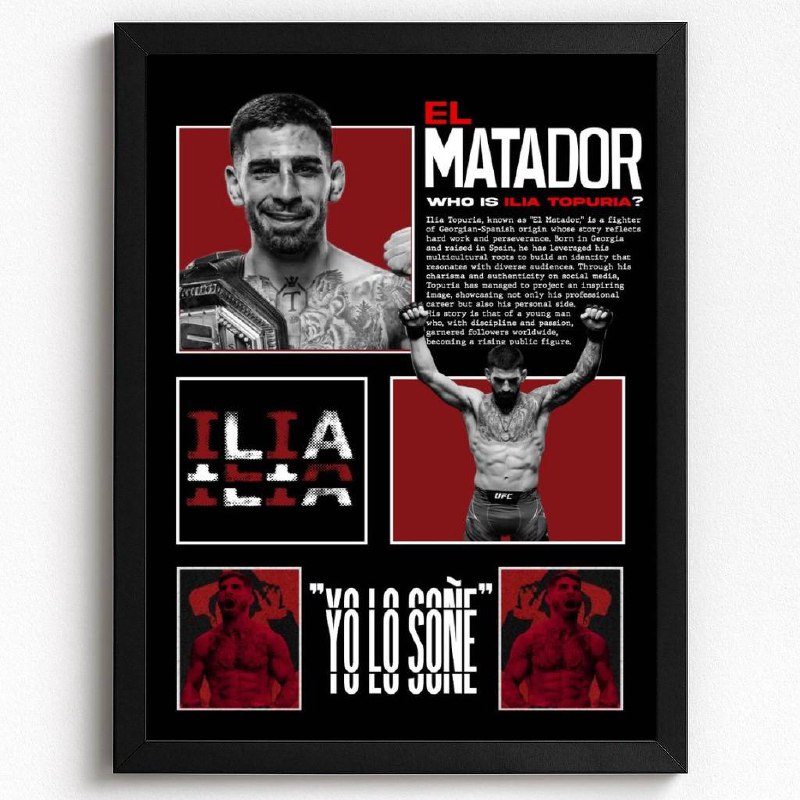 EL
MATADOR
WHO IS ILIA TOPURIA?
Ilia Topuria, known as "El Matador," is a fighter
of Georgian-Spanish origin whose story reflects
hard work and perseverance. Born in Georgia
and raised in Spain, he has leveraged his
multicultural roots to build an identity that
resonates with diverse audiences. Through his
charisma and authenticity on social media,
Topuria has managed to project an inspiring
image, showcasing not only his professional
career but also his personal side.
His story is that of a young man
who, with discipline and passion,
garnered followers worldwide,
becoming a rising public figure.
T
ILIA
ILIA
ILIA
UFC
"YO LO SOÑE"
YO LO SOÑE